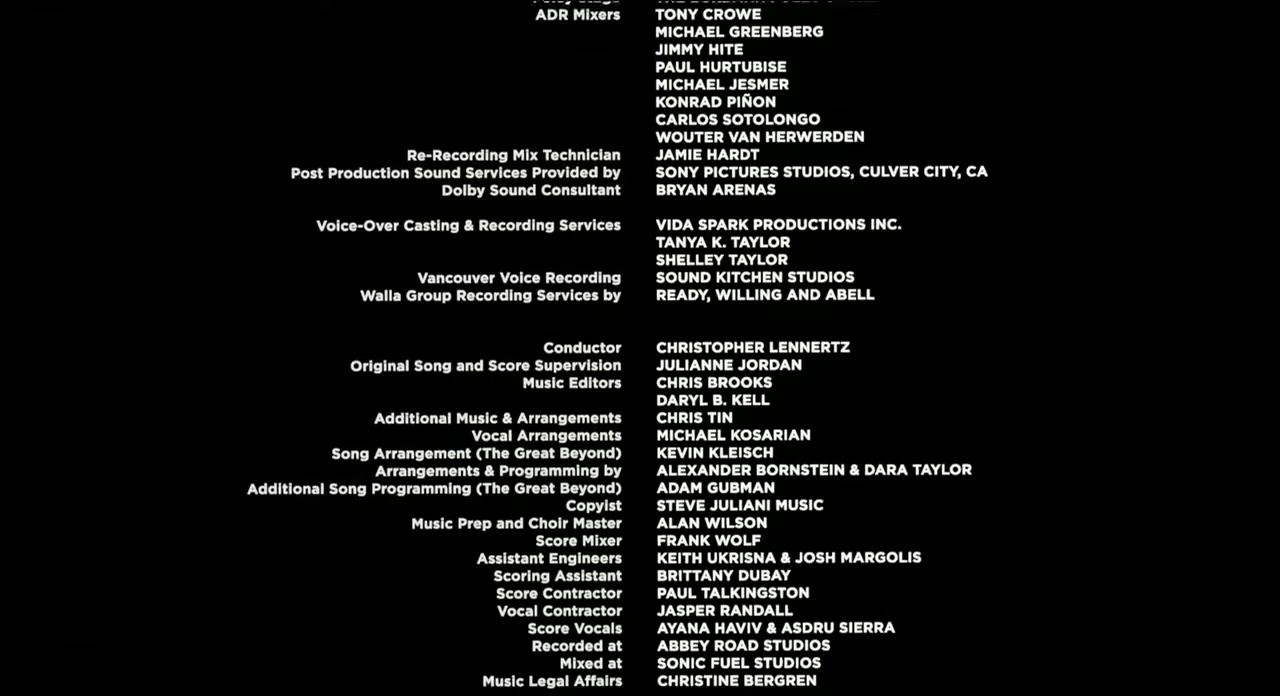 ADR Mixers TONY CROWE
MICHAEL GREENBERG
JIMMY HITE
PAUL HURTUBISE
MICHAEL JESMER
KONRAD PIÑON
CARLOS SOTOLONGO
WOUTER VAN HERWERDEN
Re-Recording Mix Technician JAMIE HARDT
Post Production Sound Services Provided by SONY PICTURES STUDIOS, CULVER CITY, CA
Dolby Sound Consultant BRYAN ARENAS
Voice-Over Casting & Recording Services VIDA SPARK PRODUCTIONS INC.
TANYA K. TAYLOR
SHELLEY TAYLOR
Vancouver Voice Recording SOUND KITCHEN STUDIOS
Walla Group Recording Services by READY, WILLING AND ABELL
Conductor CHRISTOPHER LENNERTZ
Original Song and Score Supervision JULIANNE JORDAN
Music Editors CHRIS BROOKS
DARYL B. KELL
Additional Music & Arrangements CHRIS TIN
Vocal Arrangements MICHAEL KOSARIAN
Song Arrangement (The Great Beyond) KEVIN KLEISCH
Arrangements & Programming by ALEXANDER BORNSTEIN & DARA TAYLOR
Additional Song Programming (The Great Beyond) ADAM GUBMAN
Copyist STEVE JULIANI MUSIC
Music Prep and Choir Master ALAN WILSON
Score Mixer FRANK WOLF
Assistant Engineers KEITH UKRISNA & JOSH MARGOLIS
Scoring Assistant BRITTANY DUBAY
Score Contractor PAUL TALKINGSTON
Vocal Contractor JASPER RANDALL
Score Vocals AYANA HAVIV & ASDRU SIERRA
Recorded at ABBEY ROAD STUDIOS
Mixed at SONIC FUEL STUDIOS
Music Legal Affairs CHRISTINE BERGREN